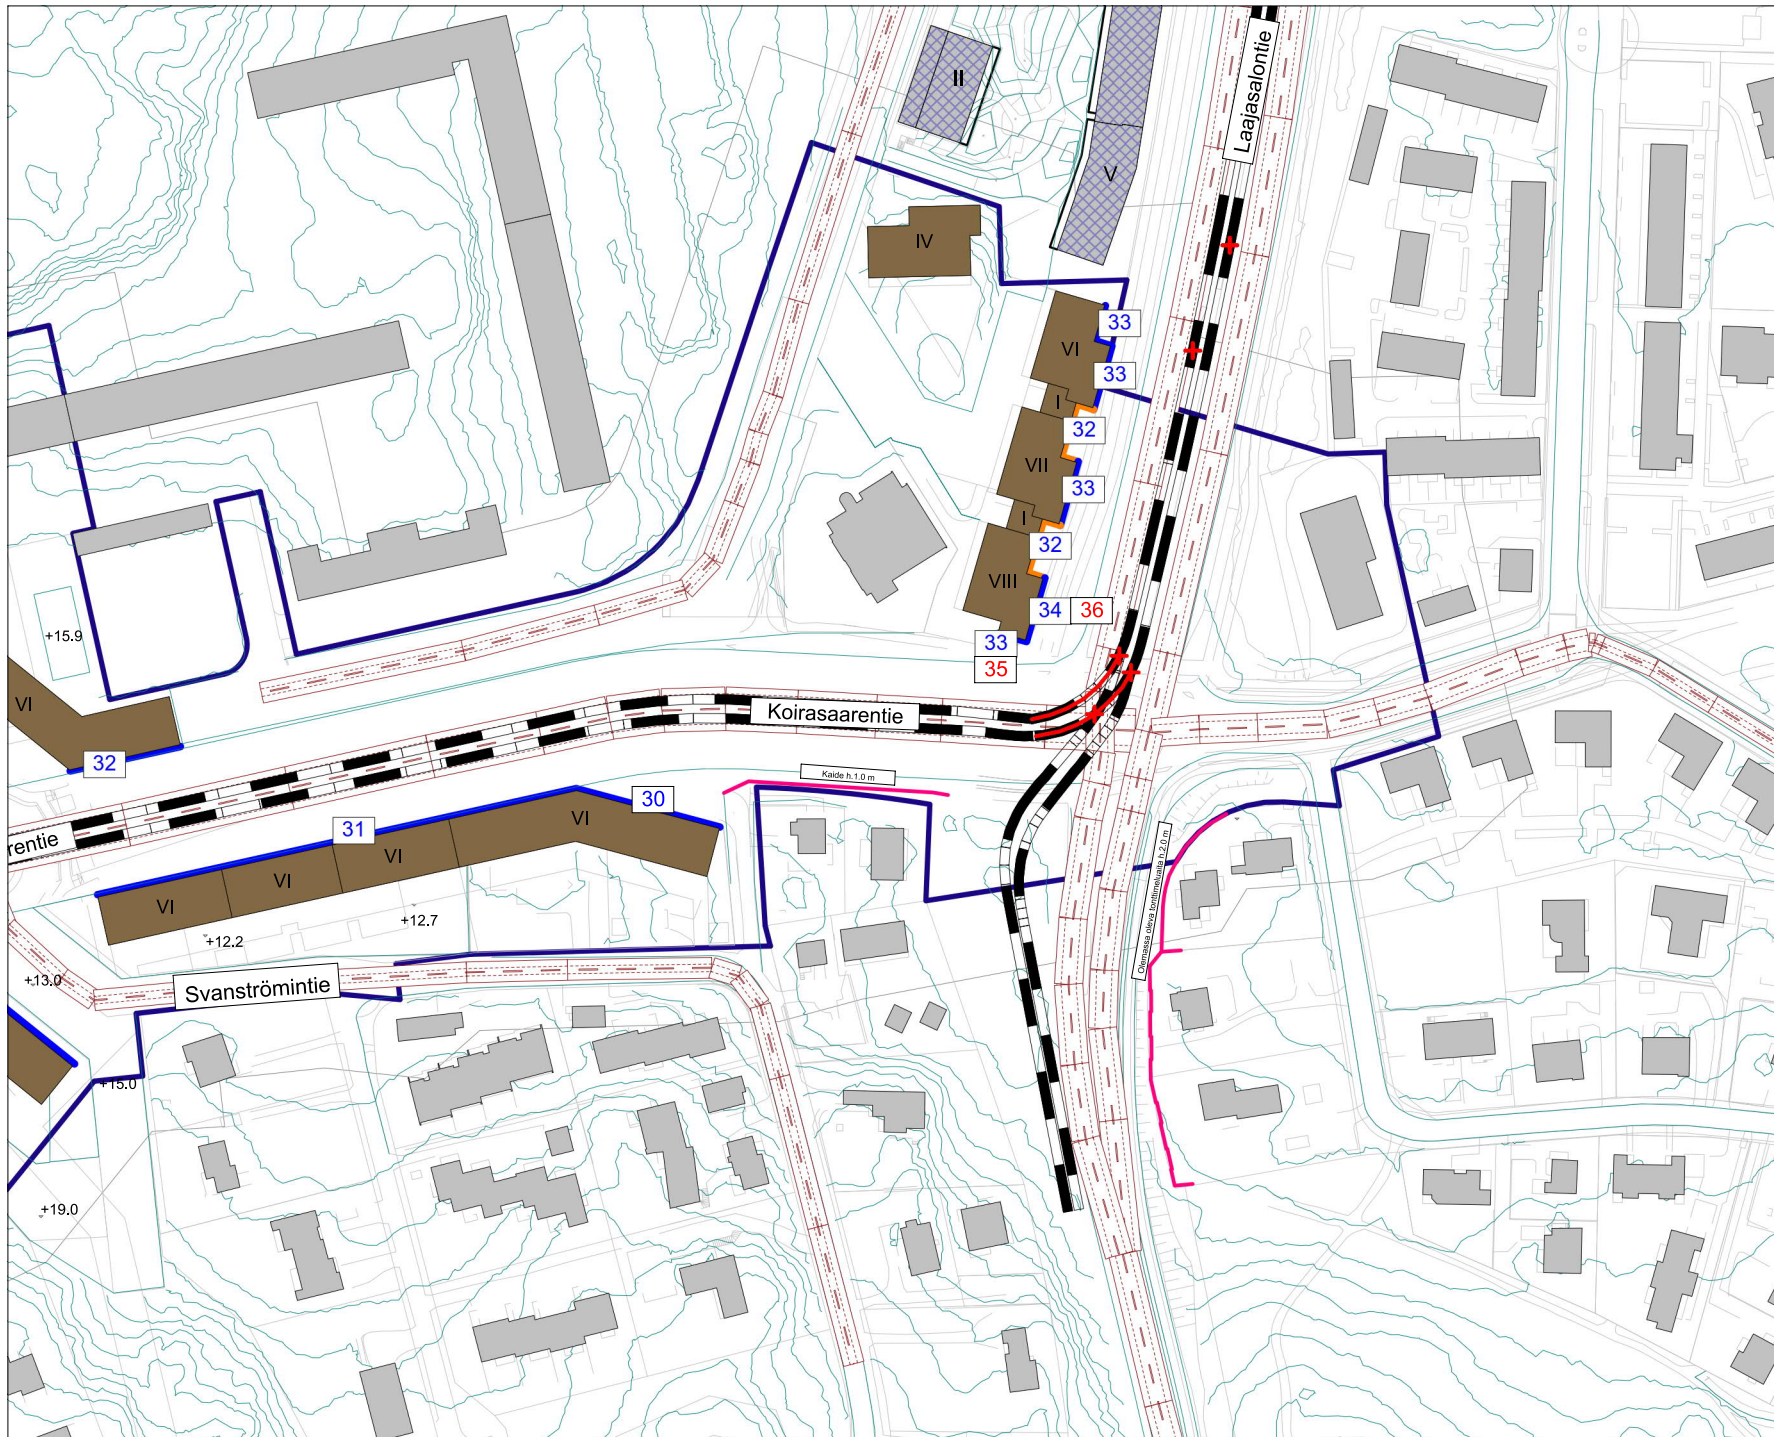 II
Laajasalontie
V
IV
33
VI
33
I
32
VII
33
I
32
VIII
34
36
33
35
+15.9
VI
32
Koirasaarentie
Kaide h.1.0 m
30
31
VI
rentie
VI
VI
VI
Olemassa oleva tonttimeluaita h.2.0 m
+12.7
+12.2
+13.0
Svanströmintie
+15.0
+19.0